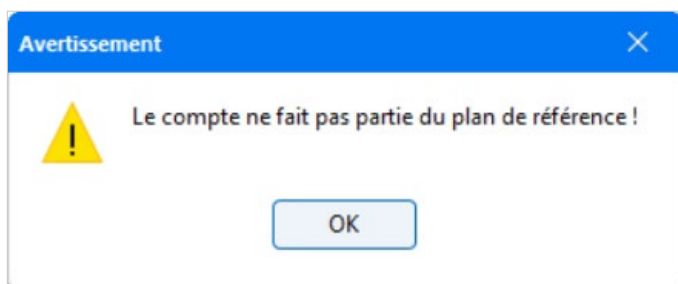 Avertissement
Le compte ne fait pas partie du plan de référence !
OK